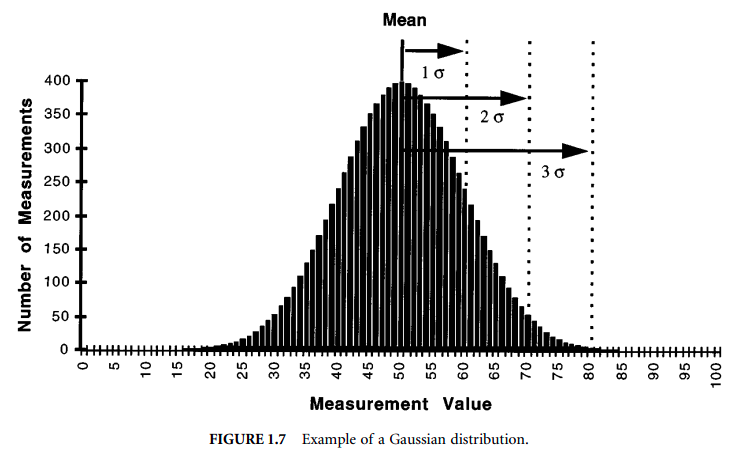 Mean
1 σ
2 σ
3 σ
Number of Measurements
400
350
300
250
200
150
100
50
0
0 5 10 15 20 25 30 35 40 45 50 55 60 65 70 75 80 85 90 95 100
Measurement Value
FIGURE 1.7 Example of a Gaussian distribution.